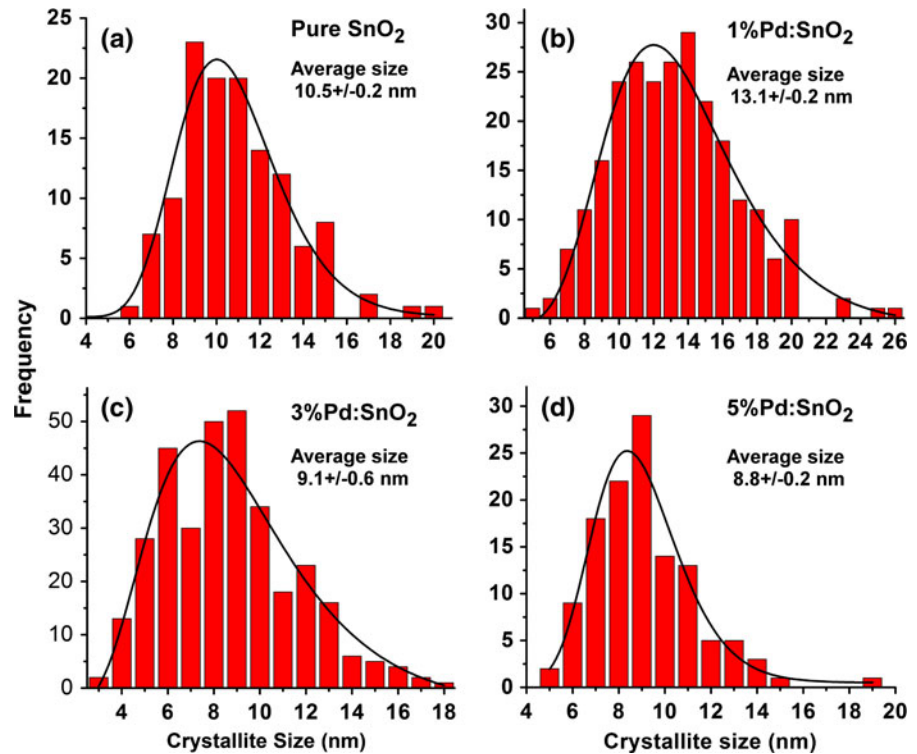 (a)
Pure SnO₂
Average size
10.5+/-0.2 nm
25
20
15
10
5
0
4 6 8 10 12 14 16 18 20
(b)
1%Pd:SnO₂
Average size
13.1+/-0.2 nm
30
25
20
15
10
5
0
6 8 10 12 14 16 18 20 22 24 26
Frequency
(c)
3%Pd:SnO₂
Average size
9.1+/-0.6 nm
50
40
30
20
10
0
4 6 8 10 12 14 16 18
Crystallite Size (nm)
(d)
5%Pd:SnO₂
Average size
8.8+/-0.2 nm
30
25
20
15
10
5
0
4 6 8 10 12 14 16 18 20
Crystallite size (nm)